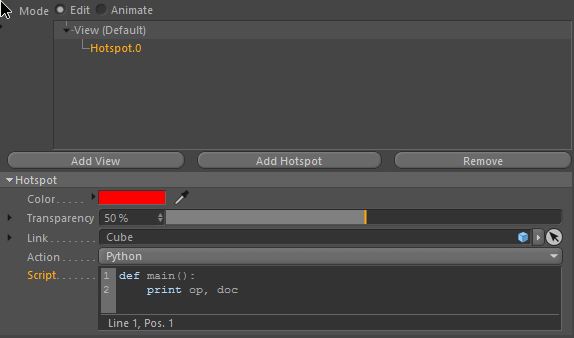 Mode Edit Animate
View (Default)
Hotspot.0
Add View Add Hotspot Remove
Hotspot
Color . . . . .
Transparency 50 %
Link . . . . . . . Cube
Action . . . . . Python
Script. . . . . . 1 def main():
2 print op, doc
Line 1, Pos. 1